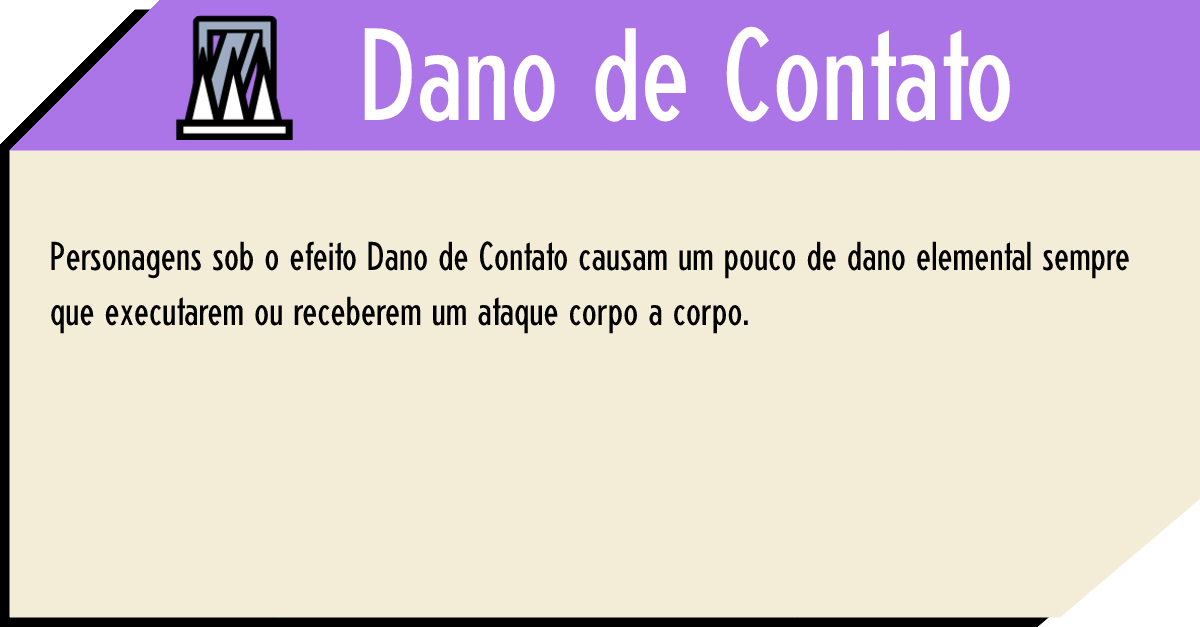 Dano de Contato
Personagens sob o efeito Dano de Contato causam um pouco de dano elemental sempre
que executarem ou receberem um ataque corpo a corpo.